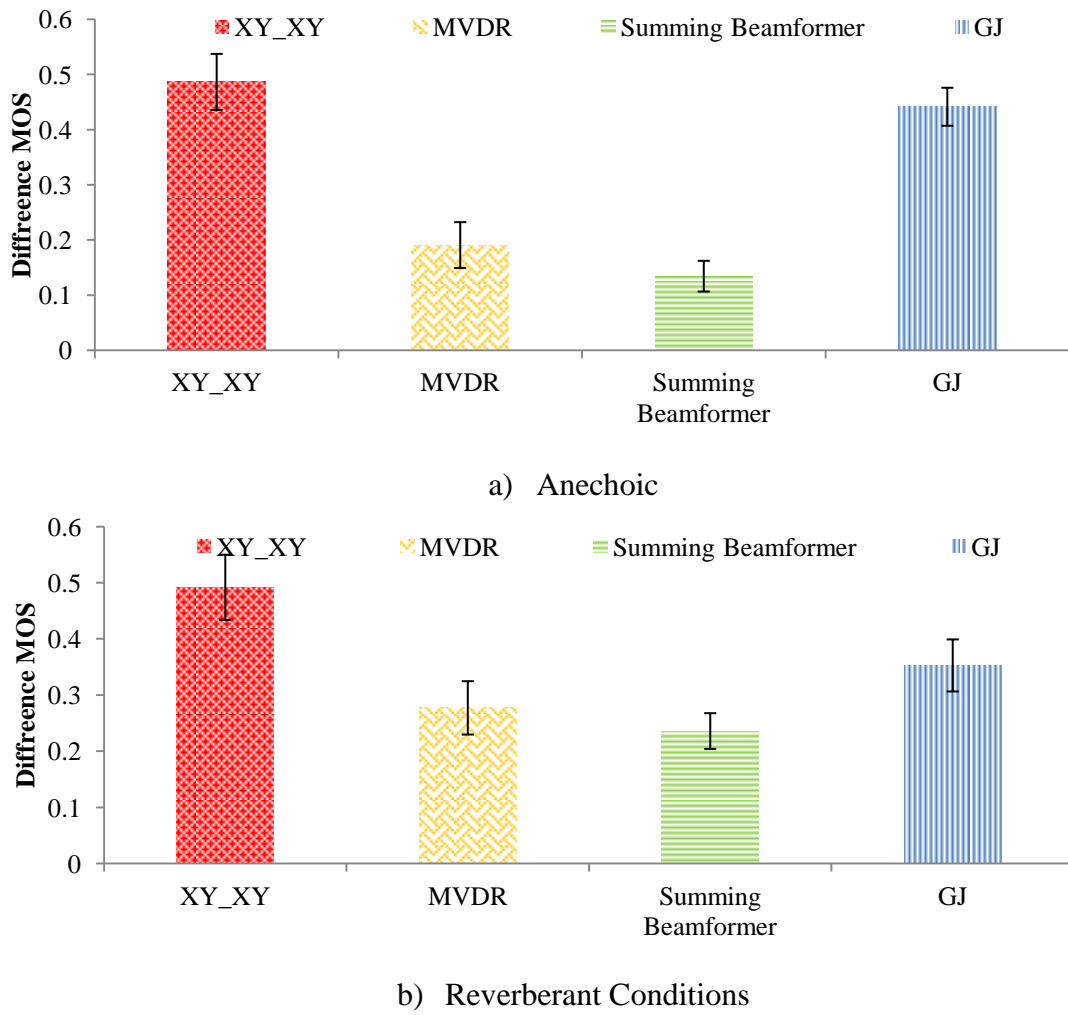 XY_XY MVDR Summing Beamformer GJ
Diffreence MOS
0.6
0.5
0.4
0.3
0.2
0.1
0
XY_XY MVDR Summing GJ
Beamformer
a) Anechoic
XY_XY MVDR Summing Beamformer GJ
Diffreence MOS
0.6
0.5
0.4
0.3
0.2
0.1
0
XY_XY MVDR Summing GJ
Beamformer
b) Reverberant Conditions